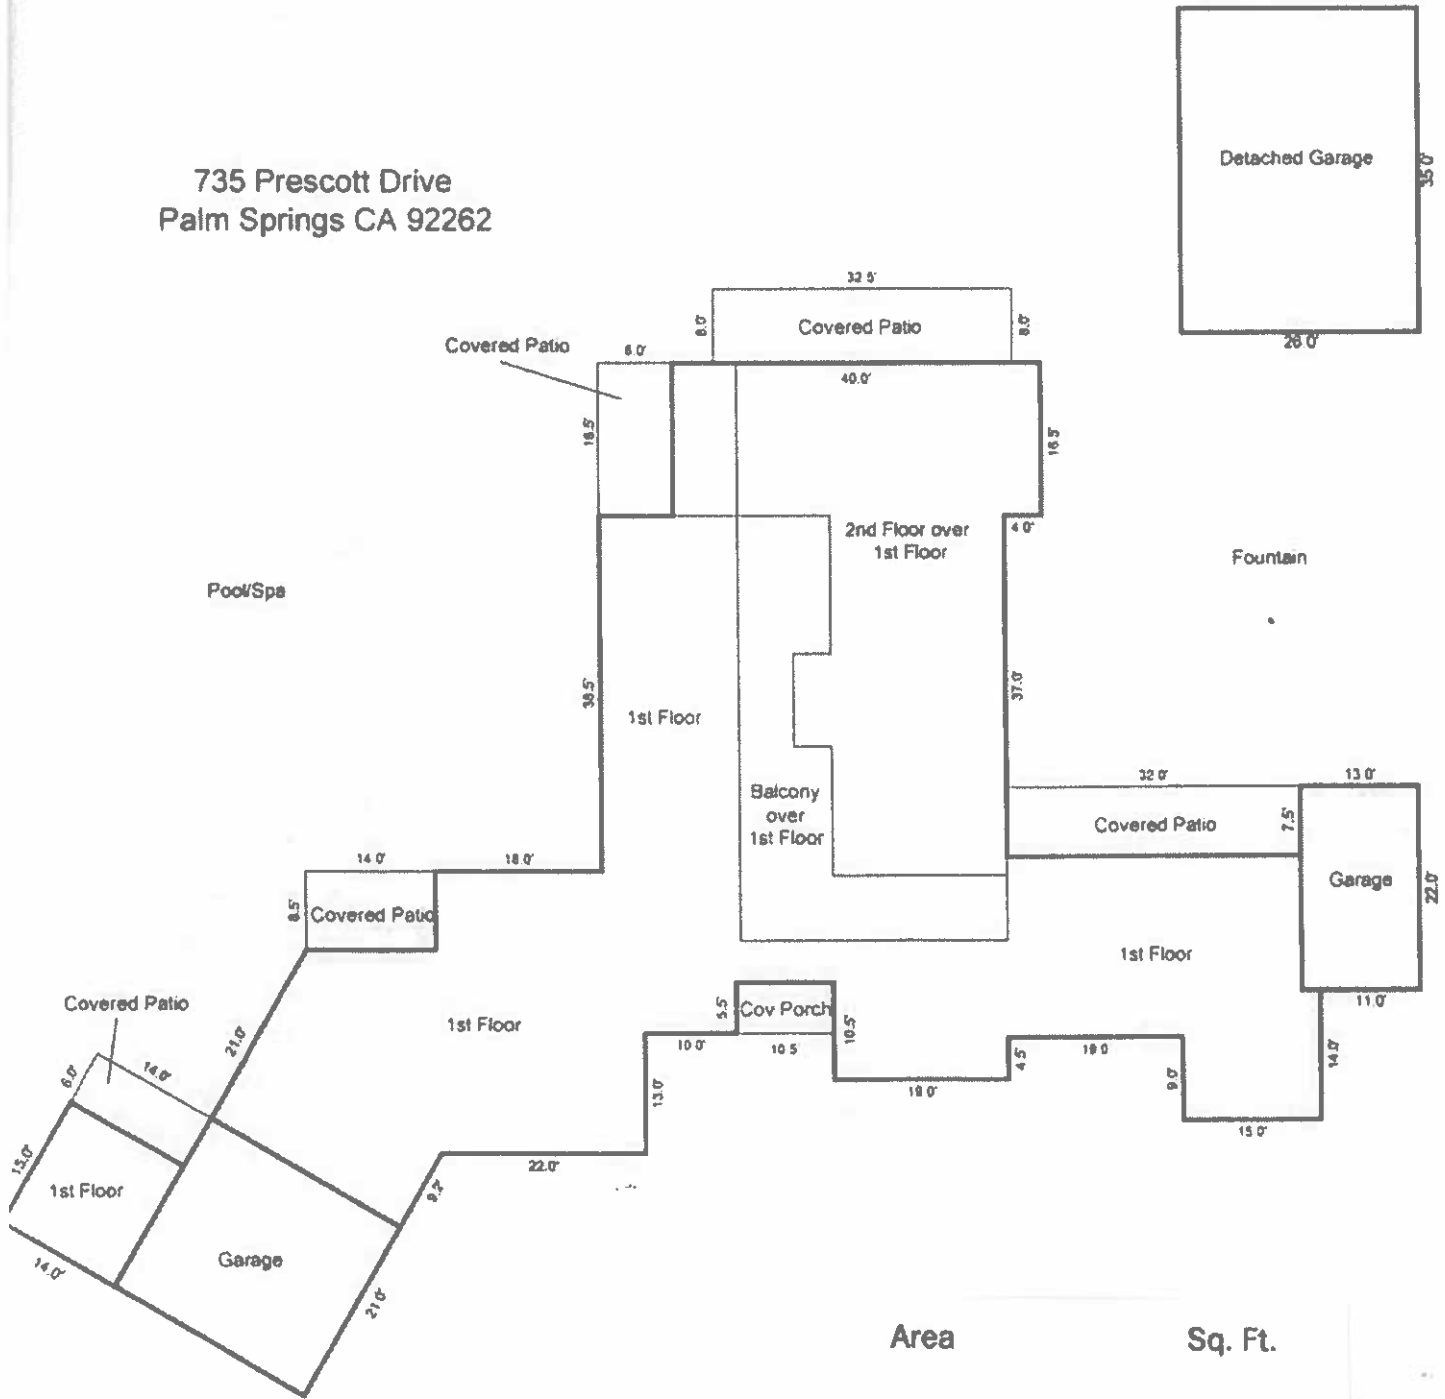 735 Prescott Drive
Palm Springs CA 92262
Detached Garage
35.0'
26.0'
32.5'
8.0'
Covered Patio
8.0'
Covered Patio
8.0'
40.0'
16.5'
16.5'
2nd Floor over
1st Floor
4.0'
Fountain
Pool/Spa
38.5'
1st Floor
37.0'
32.0'
13.0'
Balcony
over
1st Floor
Covered Patio
7.5'
Garage
22.0'
14.0'
18.0'
8.5'
Covered Patio
1st Floor
Covered Patio
11.0'
5.5'
Cov Porch
10.5'
1st Floor
21.0'
10.0'
10.5
4.5'
19.0
14.0'
6.0'
14.0'
13.0'
19.0'
9.0'
15.0'
15.0'
22.0'
9.2'
1st Floor
Garage
14.0'
21.0'
Area Sq. Ft.